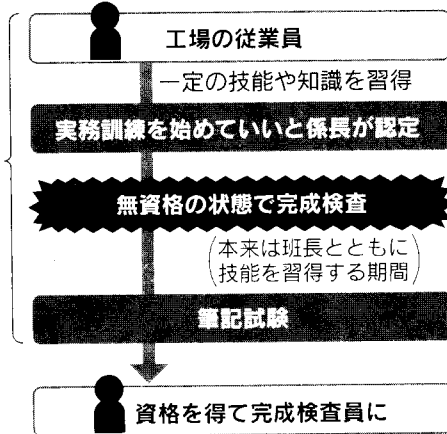 工場の従業員
一定の技能や知識を習得
実務訓練を始めていいと係長が認定
無資格の状態で完成検査
(本来は班長とともに
技能を習得する期間)
筆記試験
資格を得て完成検査員に